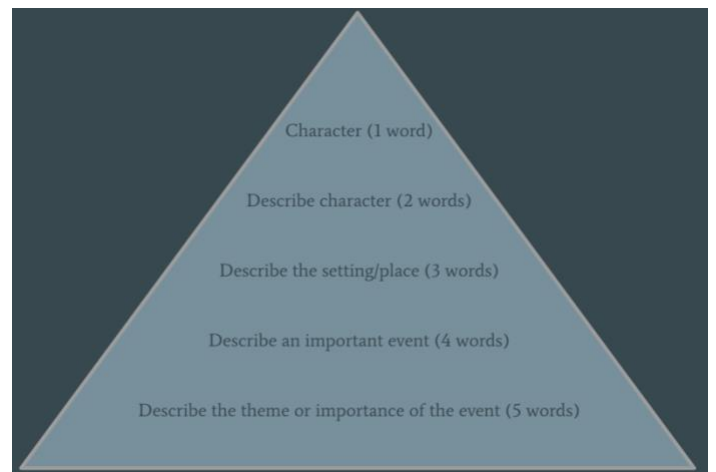 Character (1 word)
Describe character (2 words)
Describe the setting/place (3 words)
Describe an important event (4 words)
Describe the theme or importance of the event (5 words)